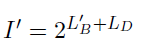 I' = 2^{L'_B + L_D}